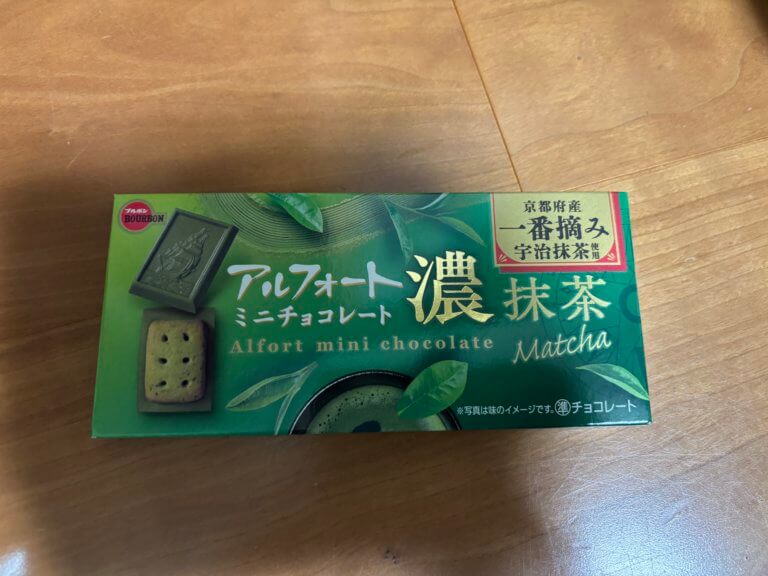 ブルボン
BOURBON
京都府産
一番摘み
宇治抹茶使用
アルフォート
ミニチョコレート
濃抹茶
Alfort mini chocolate
Matcha
※写真は味のイメージです。
準チョコレート